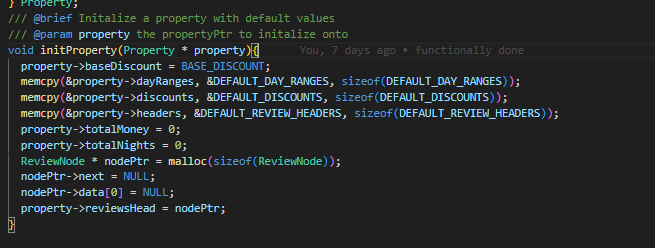 } Property;
/// @brief Initalize a property with default values
/// @param property the propertyPtr to initalize onto
void initProperty(Property * property){ You, 7 days ago • functionally done
property->baseDiscount = BASE_DISCOUNT;
memcpy(&property->dayRanges, &DEFAULT_DAY_RANGES, sizeof(DEFAULT_DAY_RANGES));
memcpy(&property->discounts, &DEFAULT_DISCOUNTS, sizeof(DEFAULT_DISCOUNTS));
memcpy(&property->headers, &DEFAULT_REVIEW_HEADERS, sizeof(DEFAULT_REVIEW_HEADERS));
property->totalMoney = 0;
property->totalNights = 0;
ReviewNode * nodePtr = malloc(sizeof(ReviewNode));
nodePtr->next = NULL;
nodePtr->data[0] = NULL;
property->reviewsHead = nodePtr;
}